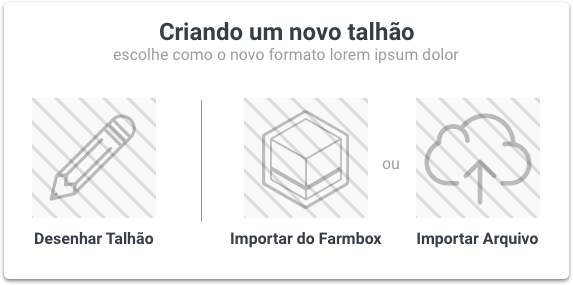 Criando um novo talhão
escolhe como o novo formato lorem ipsum dolor
ou
Desenhar Talhão
Importar do Farmbox
Importar Arquivo